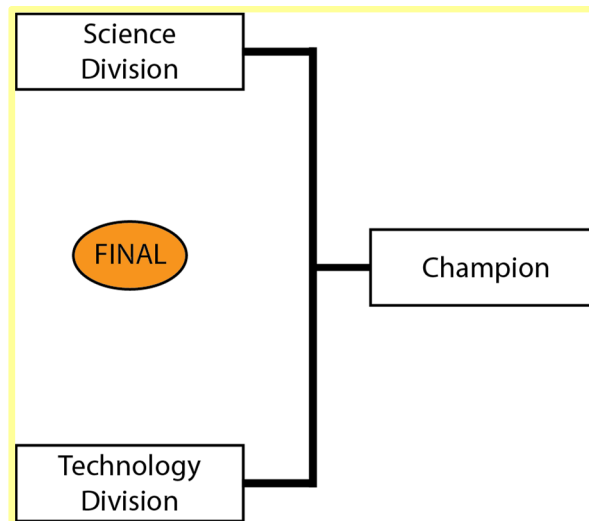 Science
Division
FINAL
Champion
Technology
Division